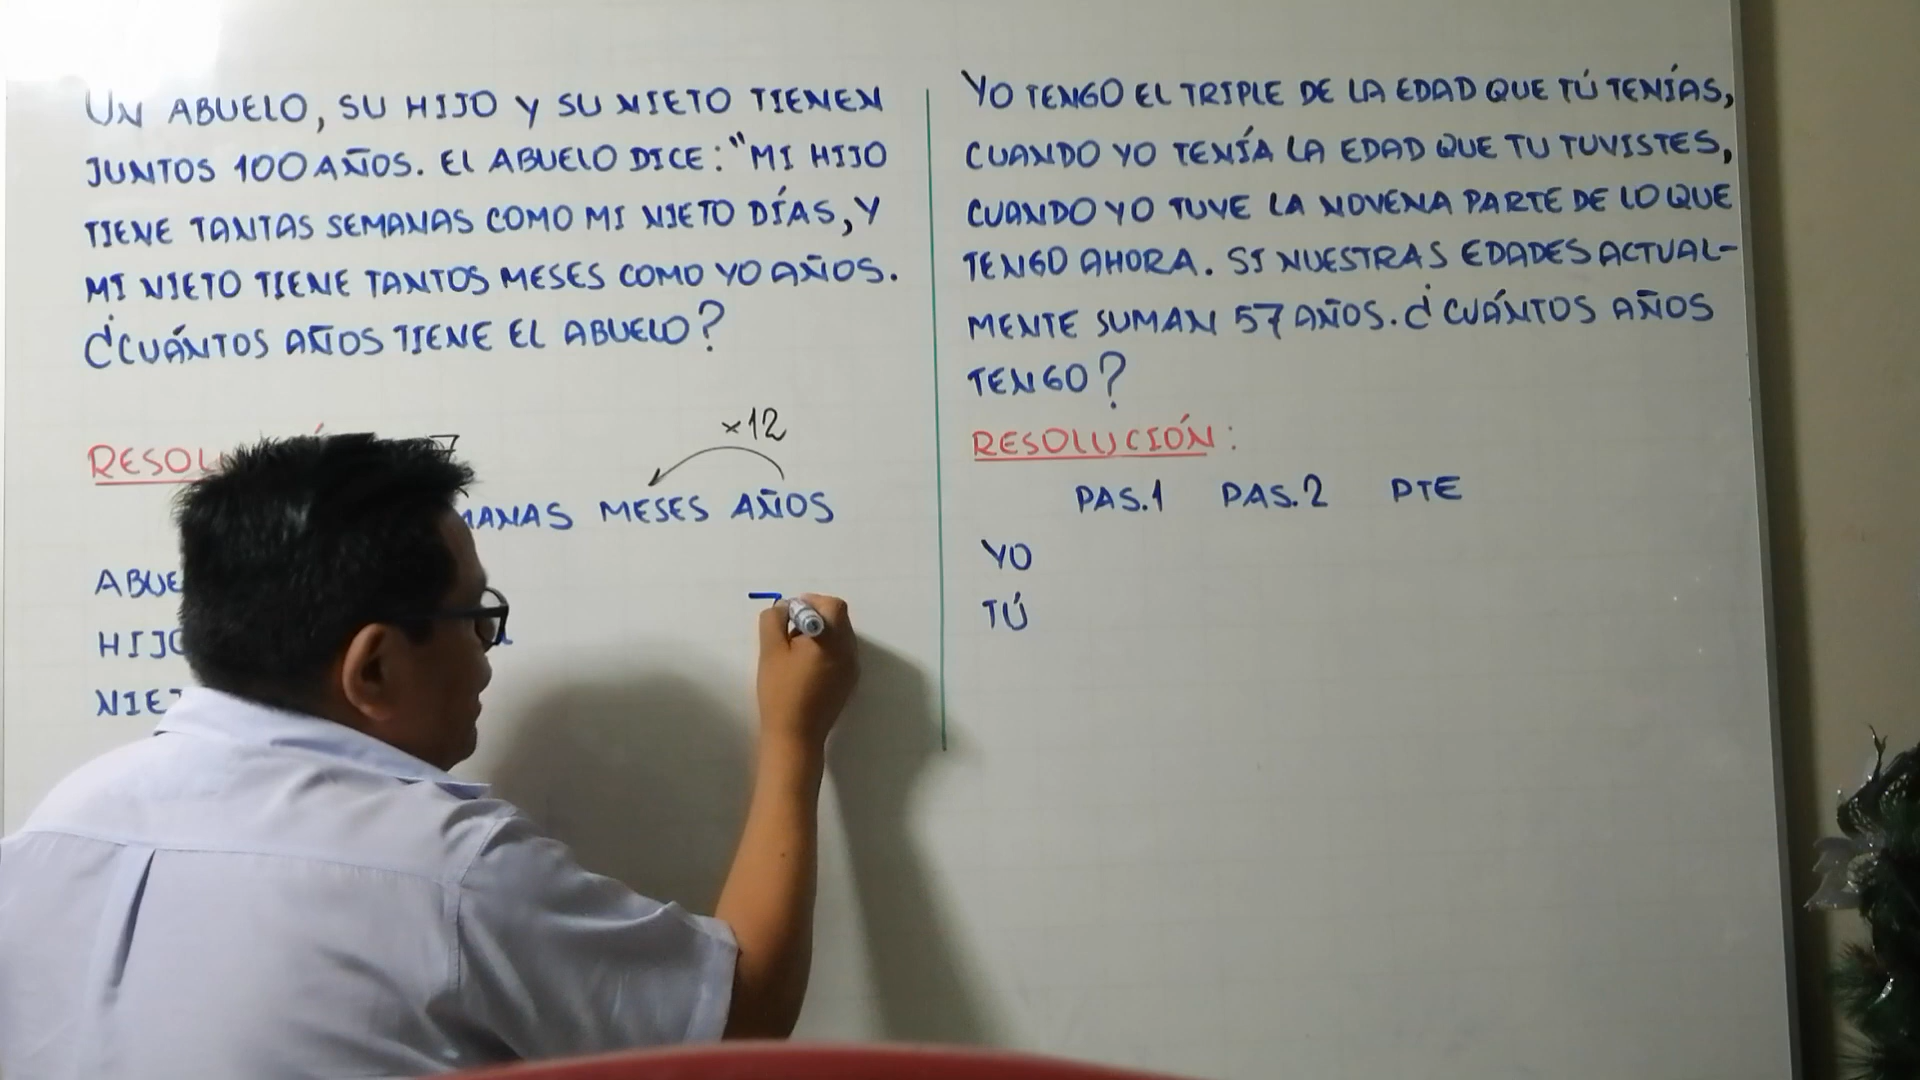 UN ABUELO, SU HIJO Y SU NIETO TIENEN
JUNTOS 100 AÑOS. EL ABUELO DICE: "MI HIJO
TIENE TANTAS SEMANAS COMO MI NIETO DÍAS, Y
MI NIETO TIENE TANTOS MESES COMO YO AÑOS.
¿CUÁNTOS AÑOS TIENE EL ABUELO?
×12
MESES AÑOS
YO TENGO EL TRIPLE DE LA EDAD QUE TÚ TENÍAS,
CUANDO YO TENÍA LA EDAD QUE TU TUVISTES,
CUANDO YO TUVE LA NOVENA PARTE DE LO QUE
TENGO AHORA. SI NUESTRAS EDADES ACTUAL-
MENTE SUMAN 57 AÑOS. ¿CUÁNTOS AÑOS
TENGO?
RESOLUCIÓN:
PAS.1 PAS.2 PTE
YO
TÚ